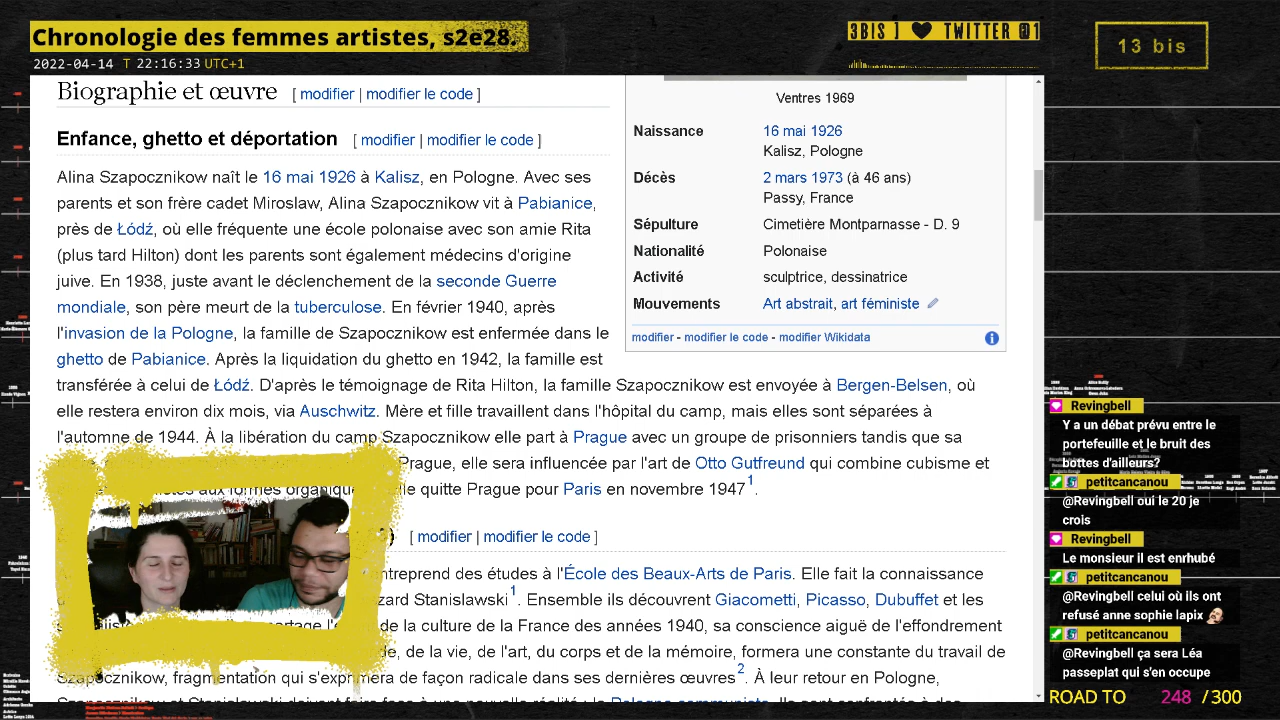 Chronologie des femmes artistes, s2e28.
2022-04-14 T 22:16:33 UTC+1
3BIS ] ♥ TWITTER @1
13 bis
Biographie et œuvre [ modifier | modifier le code ]
Enfance, ghetto et déportation [ modifier | modifier le code ]
Alina Szapocznikow naît le 16 mai 1926 à Kalisz, en Pologne. Avec ses
parents et son frère cadet Miroslaw, Alina Szapocznikow vit à Pabianice,
près de Łódź, où elle fréquente une école polonaise avec son amie Rita
(plus tard Hilton) dont les parents sont également médecins d'origine
juive. En 1938, juste avant le déclenchement de la seconde Guerre
mondiale, son père meurt de la tuberculose. En février 1940, après
l'invasion de la Pologne, la famille de Szapocznikow est enfermée dans le
ghetto de Pabianice. Après la liquidation du ghetto en 1942, la famille est
transférée à celui de Łódź. D'après le témoignage de Rita Hilton, la famille Szapocznikow est envoyée à Bergen-Belsen, où
elle restera environ dix mois, via Auschwitz. Mère et fille travaillent dans l'hôpital du camp, mais elles sont séparées à
l'automne de 1944. À la libération du camp Szapocznikow elle part à Prague avec un groupe de prisonniers tandis que sa
Prague, elle sera influencée par l'art de Otto Gutfreund qui combine cubisme et
aux formes lle quitte Prague pour Paris en novembre 1947 1
[ modifier | modifier le code ]
ntreprend des études à l'École des Beaux-Arts de Paris. Elle fait la connaissance
zard Stanislawski 1. Ensemble ils découvrent Giacometti, Picasso, Dubuffet et les
e la culture de la France des années 1940, sa conscience aiguë de l'effondrement
e, de la vie, de l'art, du corps et de la mémoire, formera une constante du travail de
Szapocznikow, fragmentation qui s'exprimera de façon radicale dans ses dernières œuvres 2. À leur retour en Pologne,
Ventres 1969
Naissance 16 mai 1926
Kalisz, Pologne
Décès 2 mars 1973 (à 46 ans)
Passy, France
Sépulture Cimetière Montparnasse - D. 9
Nationalité Polonaise
Activité sculptrice, dessinatrice
Mouvements Art abstrait, art féministe
modifier - modifier le code - modifier Wikidata
Revingbell
Y a un débat prévu entre le
portefeuille et le bruit des
bottes d'ailleurs?
petitcancanou
@Revingbell oui le 20 je
crois
Revingbell
Le monsieur il est enrhubé
petitcancanou
@Revingbell celui où ils ont
refusé anne sophie lapix
petitcancanou
@Revingbell ça sera Léa
passeplat qui s'en occupe
ROAD TO 248 / 300